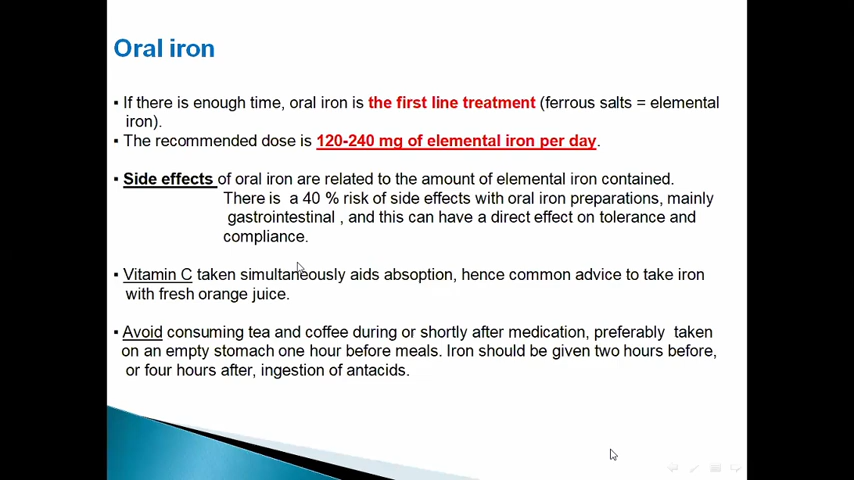 Oral iron
▪ If there is enough time, oral iron is the first line treatment (ferrous salts = elemental
iron).
▪ The recommended dose is 120-240 mg of elemental iron per day.
▪ Side effects of oral iron are related to the amount of elemental iron contained.
There is a 40 % risk of side effects with oral iron preparations, mainly
gastrointestinal , and this can have a direct effect on tolerance and
compliance.
▪ Vitamin C taken simultaneously aids absoption, hence common advice to take iron
with fresh orange juice.
▪ Avoid consuming tea and coffee during or shortly after medication, preferably taken
on an empty stomach one hour before meals. Iron should be given two hours before,
or four hours after, ingestion of antacids.